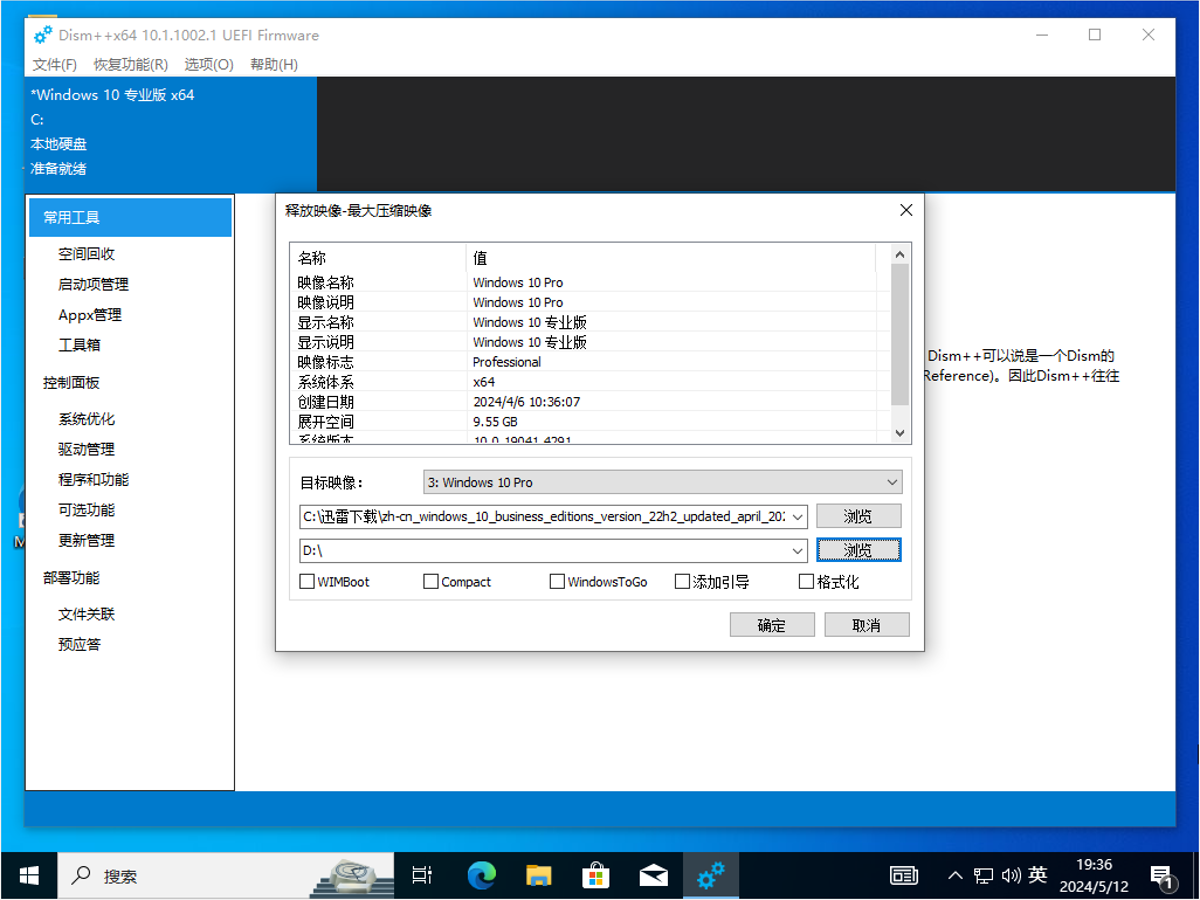 Dism++x64 10.1.1002.1 UEFI Firmware
文件(F) 恢复功能(R) 选项(O) 帮助(H)
*Windows 10 专业版 x64
C:
本地硬盘
准备就绪
常用工具
空间回收
启动项管理
Appx管理
工具箱
控制面板
系统优化
驱动管理
程序和功能
可选功能
更新管理
部署功能
文件关联
预应答
Dism++可以说是一个Dism的
Reference)。因此Dism++往往
释放映像-最大压缩映像
名称 值
映像名称 Windows 10 Pro
映像说明 Windows 10 Pro
显示名称 Windows 10 专业版
显示说明 Windows 10 专业版
映像标志 Professional
系统体系 x64
创建日期 2024/4/6 10:36:07
展开空间 9.55 GB
系统版本 10.0.19041.4291
目标映像： 3: Windows 10 Pro
C:\迅雷下载\zh-cn_windows_10_business_editions_version_22h2_updated_april_20 浏览
D:\ 浏览
WIMBoot Compact WindowsToGo 添加引导 格式化
确定 取消
搜索
英
19:36
2024/5/12
1